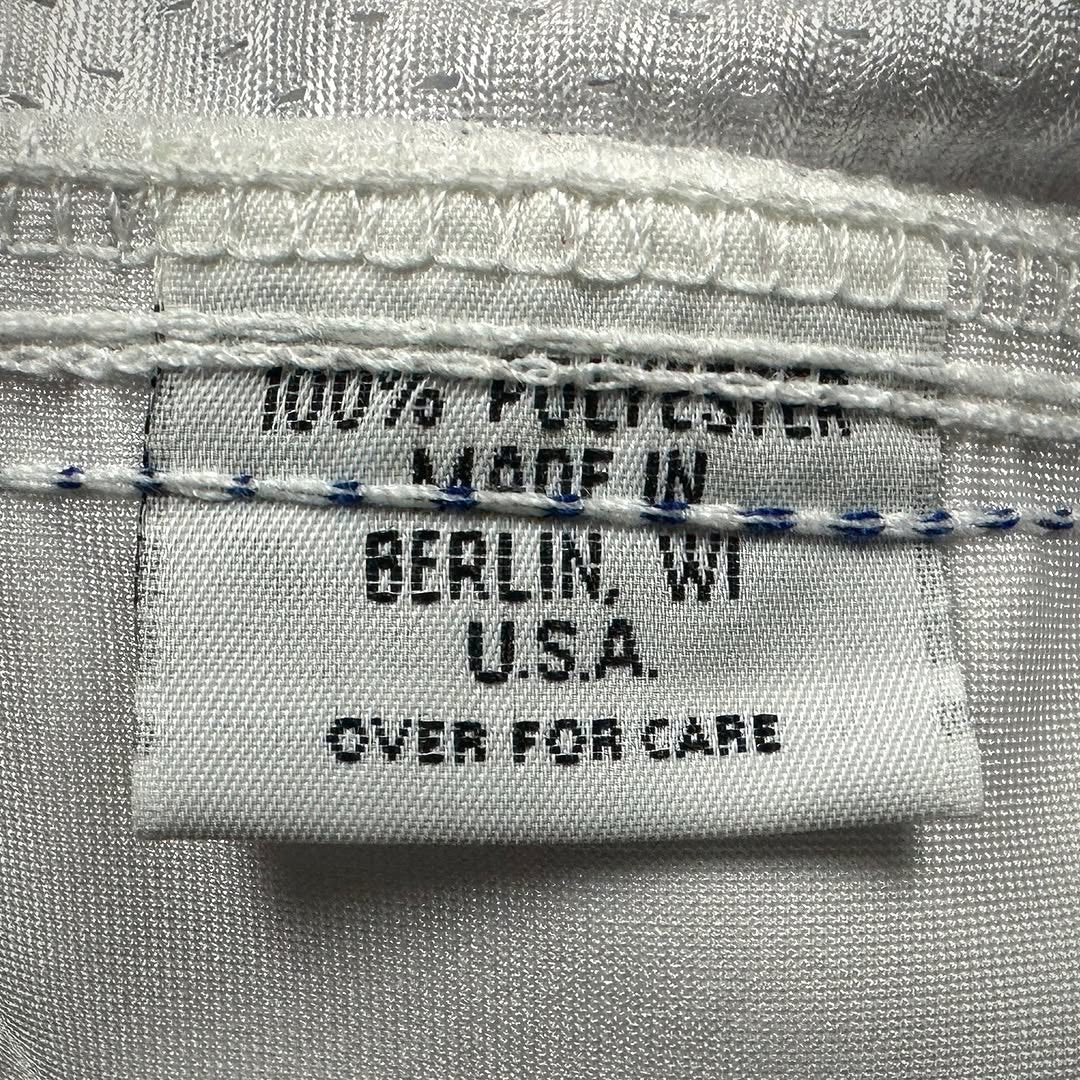 100% POLYESTER
MADE IN
BERLIN, WI
U.S.A.
OVER FOR CARE